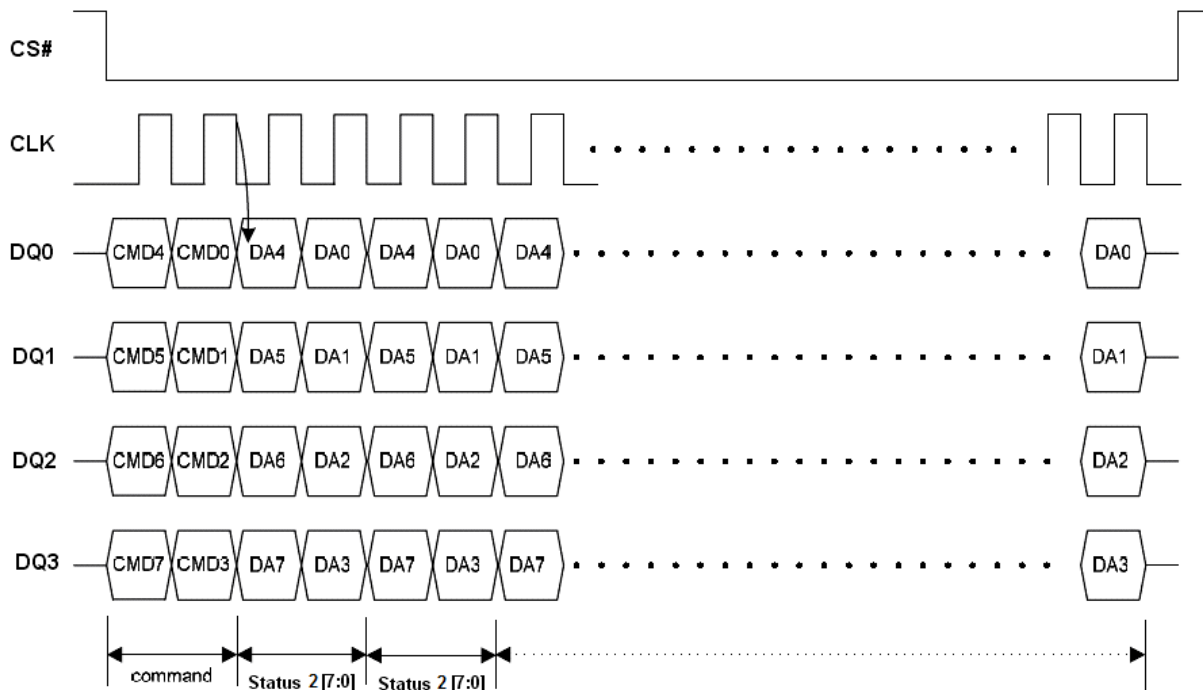 CS#
CLK
DQ0 CMD4 CMD0 DA4 DA0 DA4 DA0 DA4 DA0
DQ1 CMD5 CMD1 DA5 DA1 DA5 DA1 DA5 DA1
DQ2 CMD6 CMD2 DA6 DA2 DA6 DA2 DA6 DA2
DQ3 CMD7 CMD3 DA7 DA3 DA7 DA3 DA7 DA3
command Status 2 [7:0] Status 2 [7:0]